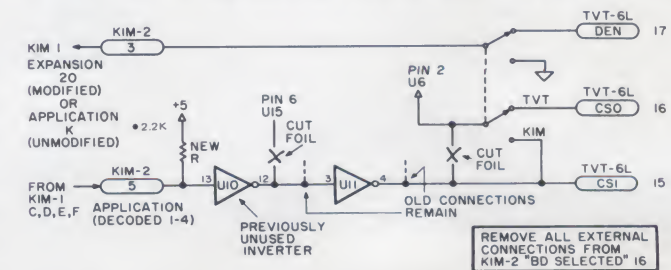 TVT-6L
DEN
17
KIM-2
3
KIM 1
EXPANSION
20
(MODIFIED)
OR
APPLICATION
K
(UNMODIFIED)
PIN 2
U6
TVT-6L
CSO
16
TVT
+5
PIN 6
U15
• 2.2K
NEW
R
CUT
FOIL
KIM
CUT
FOIL
TVT-6L
CSI
15
KIM-2
5
FROM
KIM-1
C,D,E,F
APPLICATION
(DECODED 1-4)
13
U10
12
3
U11
4
OLD CONNECTIONS
REMAIN
PREVIOUSLY
UNUSED
INVERTER
REMOVE ALL EXTERNAL
CONNECTIONS FROM
KIM-2 "BD SELECTED" 16